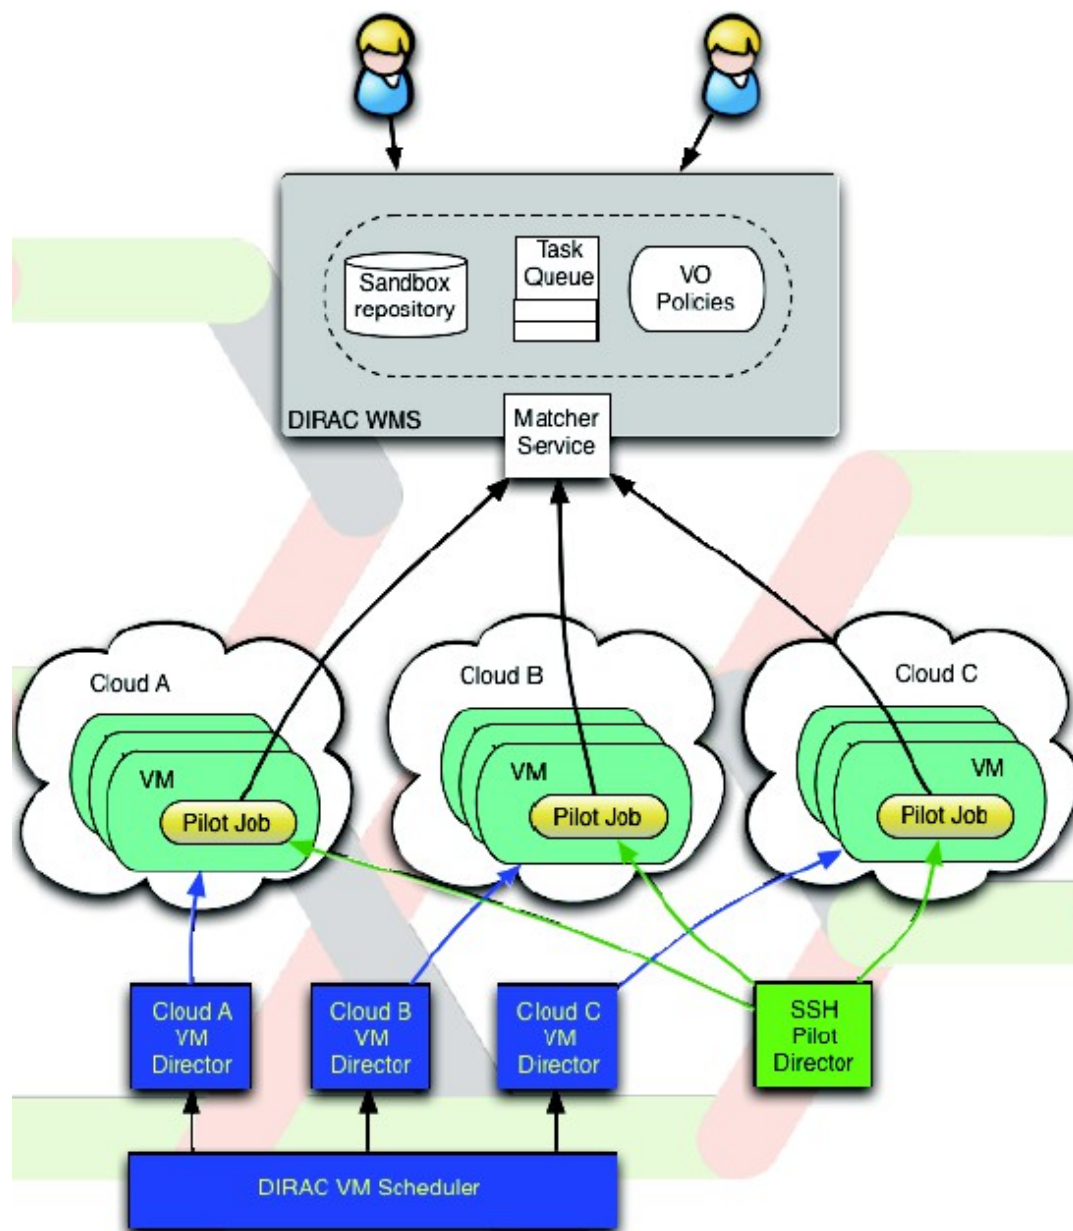 Sandbox
repository
Task
Queue
VO
Policies
DIRAC WMS
Matcher
Service
Cloud A
VM
Pilot Job
Cloud B
VM
Pilot Job
Cloud C
VM
Pilot Job
Cloud A
VM
Director
Cloud B
VM
Director
Cloud C
VM
Director
SSH
Pilot
Director
DIRAC VM Scheduler